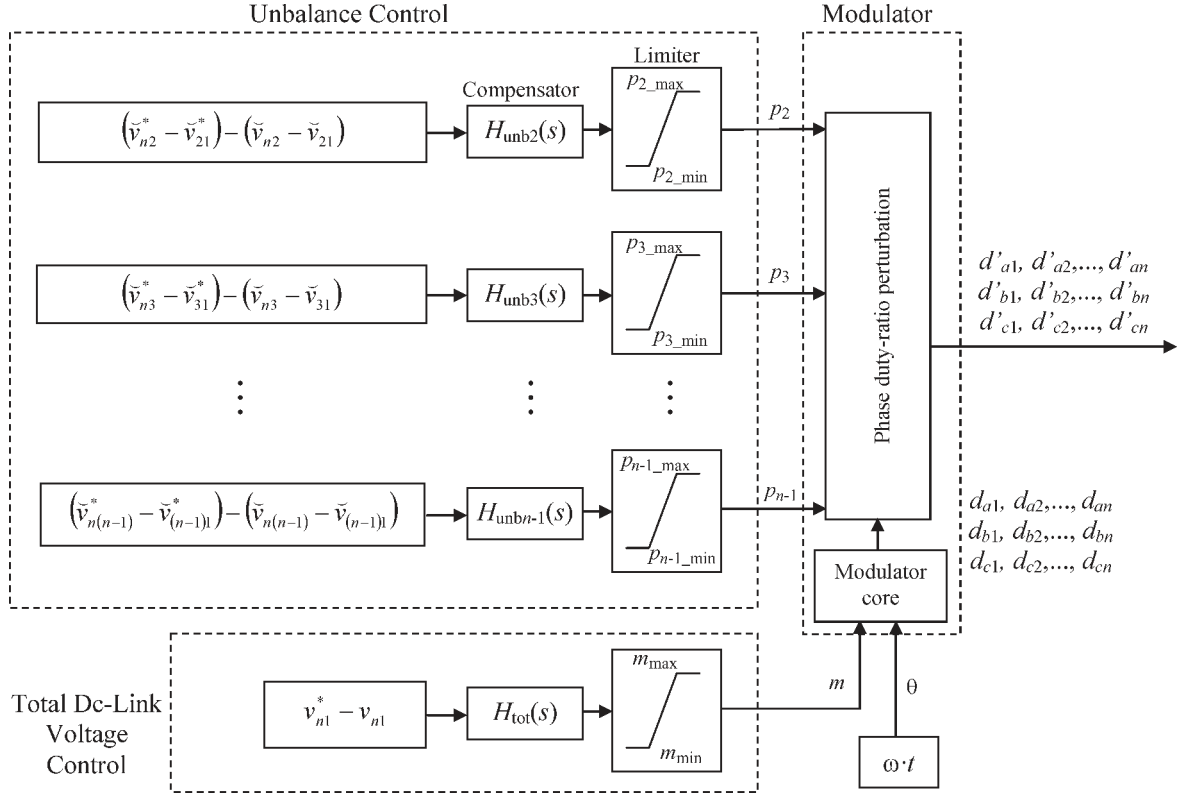 Unbalance Control
Modulator
Limiter
Compensator
(v̆*n2 − v̆*21) − (v̆n2 − v̆21)
Hunb2(s)
p2_max
p2_min
p2
(v̆*n3 − v̆*31) − (v̆n3 − v̆31)
Hunb3(s)
p3_max
p3_min
p3
(v̆*n(n−1) − v̆*(n−1)1) − (v̆n(n−1) − v̆(n−1)1)
Hunbn-1(s)
pn-1_max
pn-1_min
pn-1
Phase duty-ratio perturbation
d'a1, d'a2,..., d'an
d'b1, d'b2,..., d'bn
d'c1, d'c2,..., d'cn
da1, da2,..., dan
db1, db2,..., dbn
dc1, dc2,..., dcn
Modulator
core
Total Dc-Link
Voltage
Control
v*n1 − vn1
Htot(s)
mmax
mmin
m
θ
ω·t